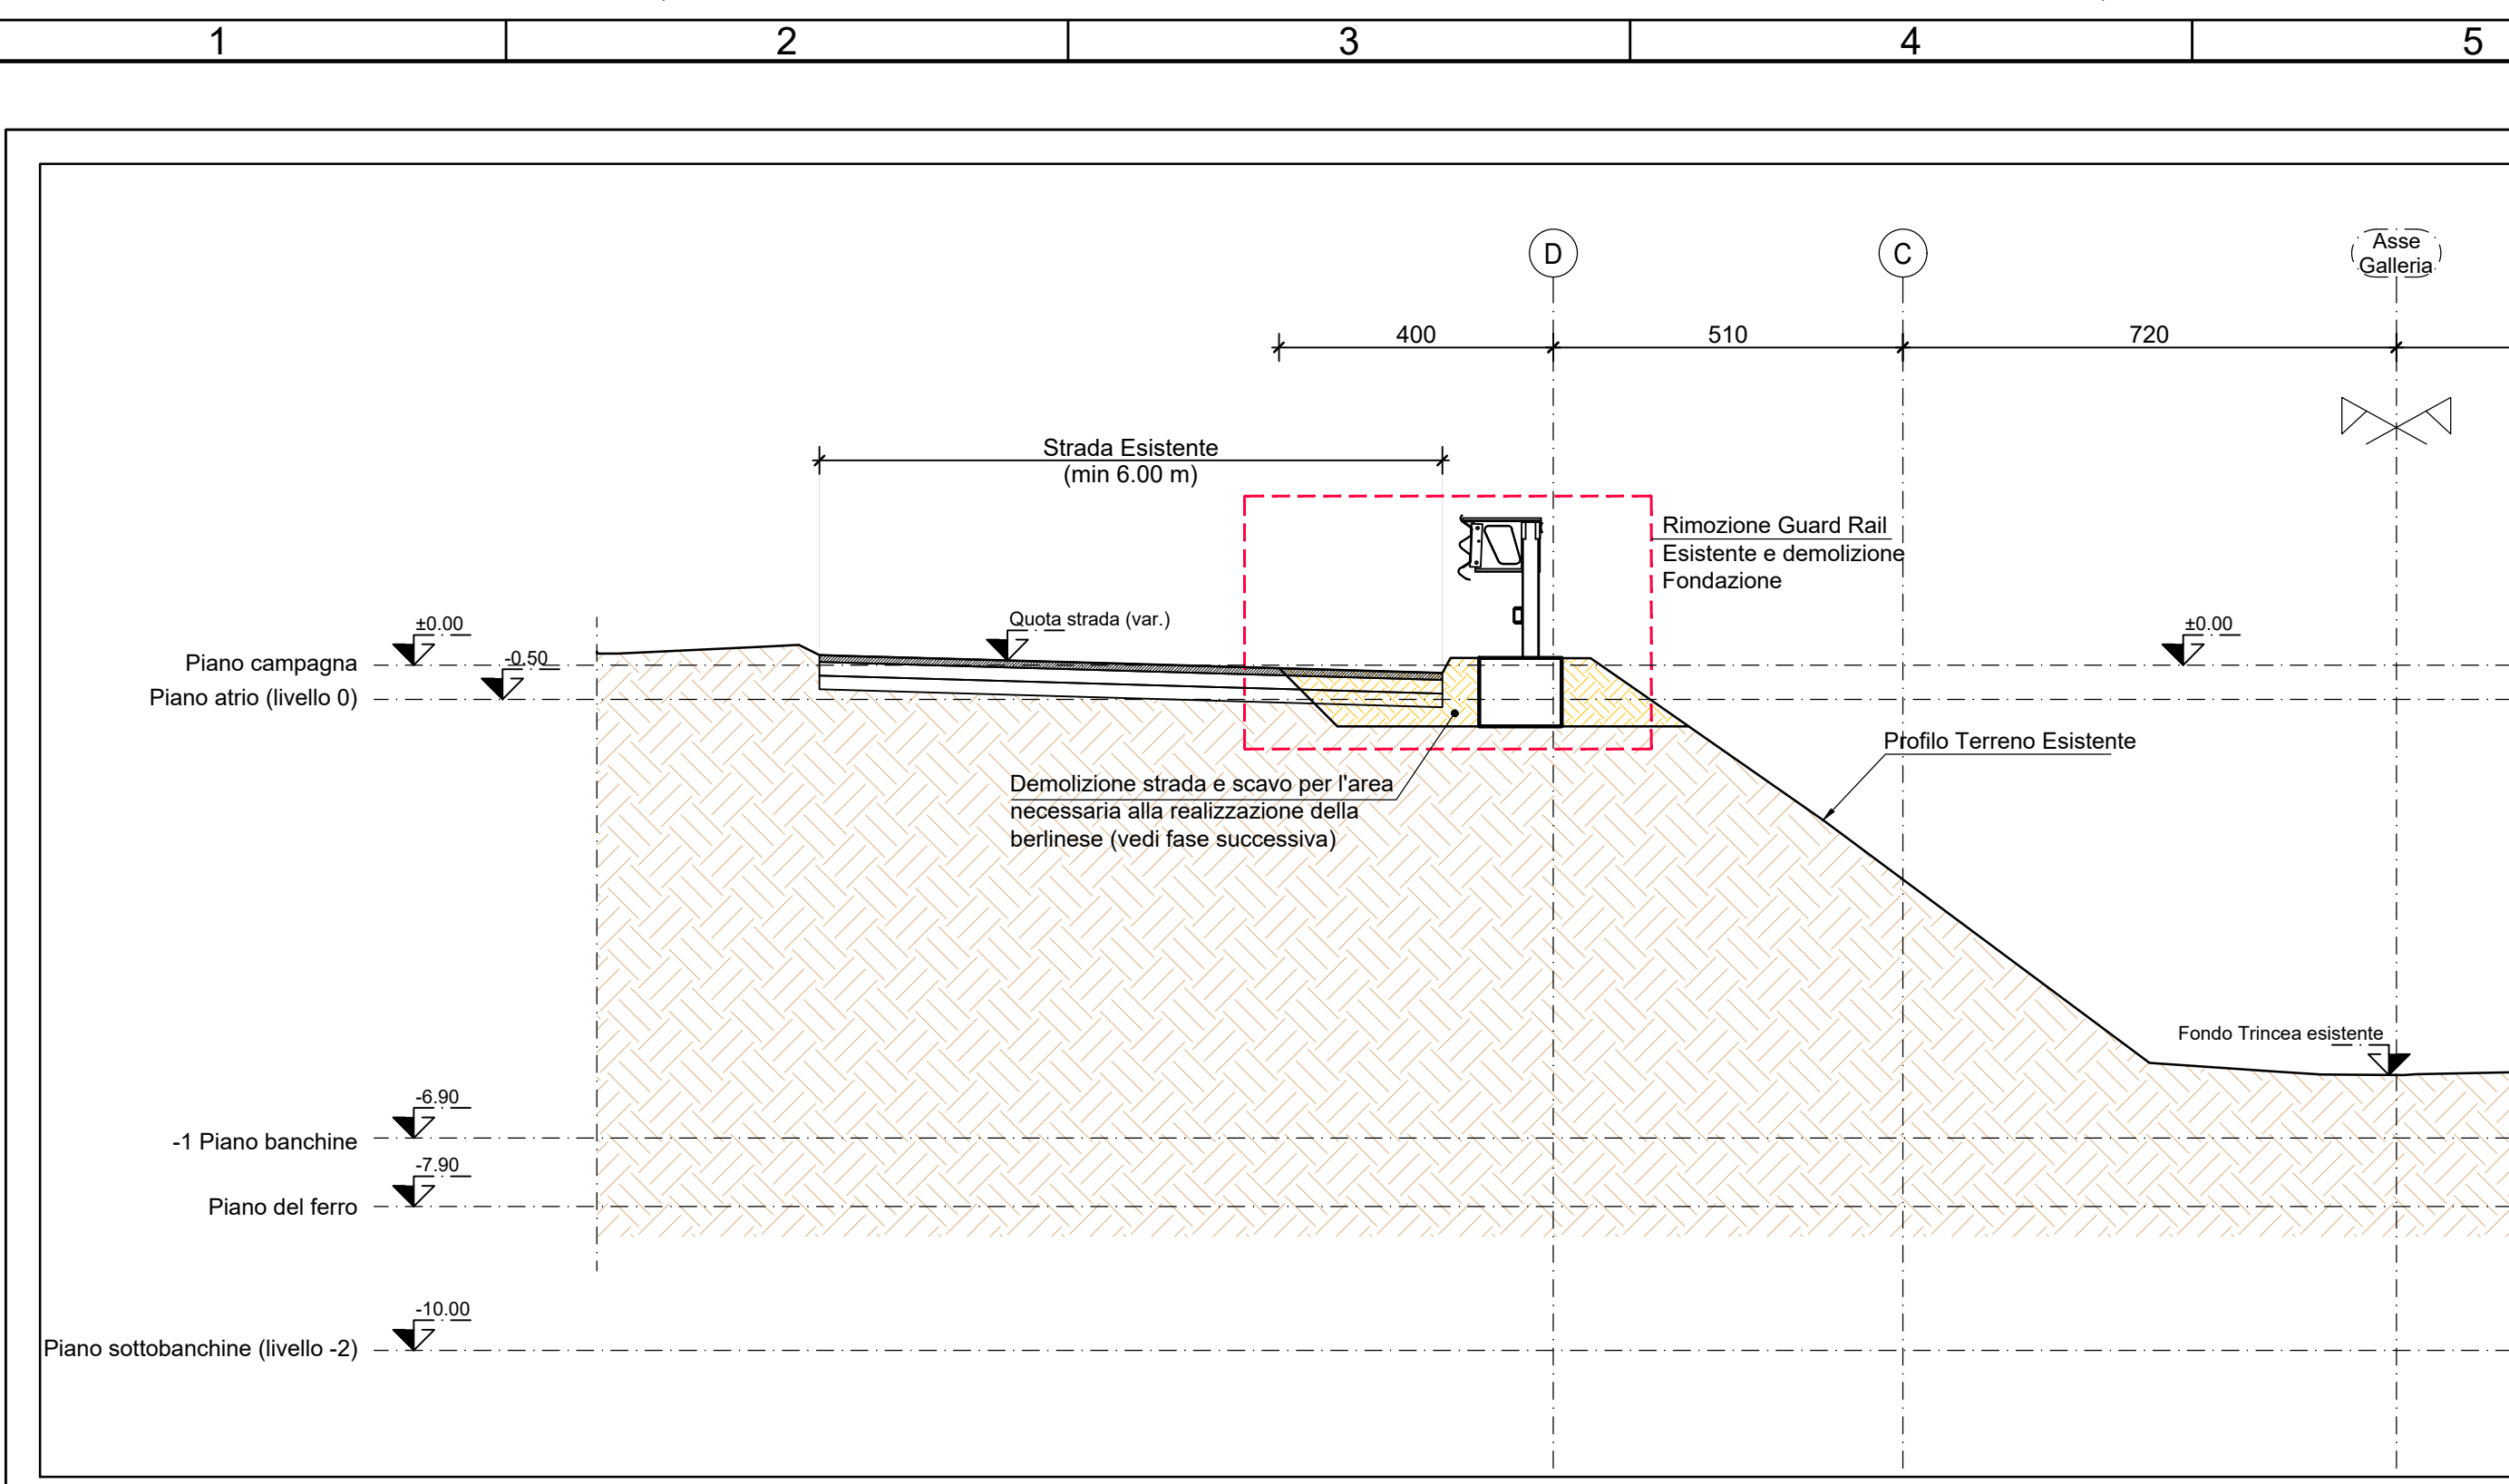 1 2 3 4 5
D C Asse
Galleria
400 510 720
Strada Esistente
(min 6.00 m)
Rimozione Guard Rail
Esistente e demolizione
Fondazione
Quota strada (var.)
±0.00
±0.00
Piano campagna
-0.50
Piano atrio (livello 0)
Profilo Terreno Esistente
Demolizione strada e scavo per l'area
necessaria alla realizzazione della
berlinese (vedi fase successiva)
Fondo Trincea esistente
-6.90
-1 Piano banchine
-7.90
Piano del ferro
-10.00
Piano sottobanchine (livello -2)